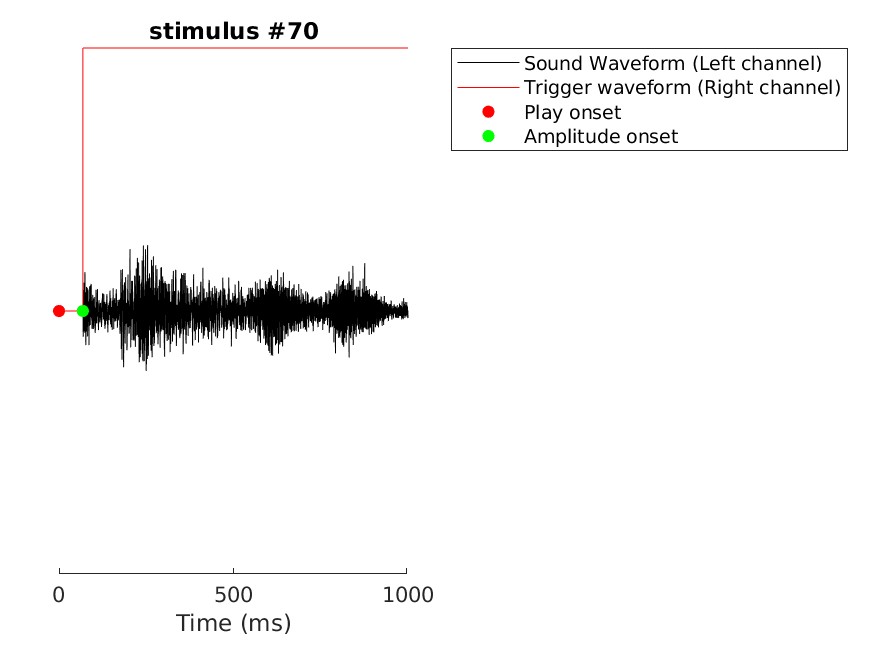 stimulus #70
Sound Waveform (Left channel)
Trigger waveform (Right channel)
Play onset
Amplitude onset
0 500 1000
Time (ms)